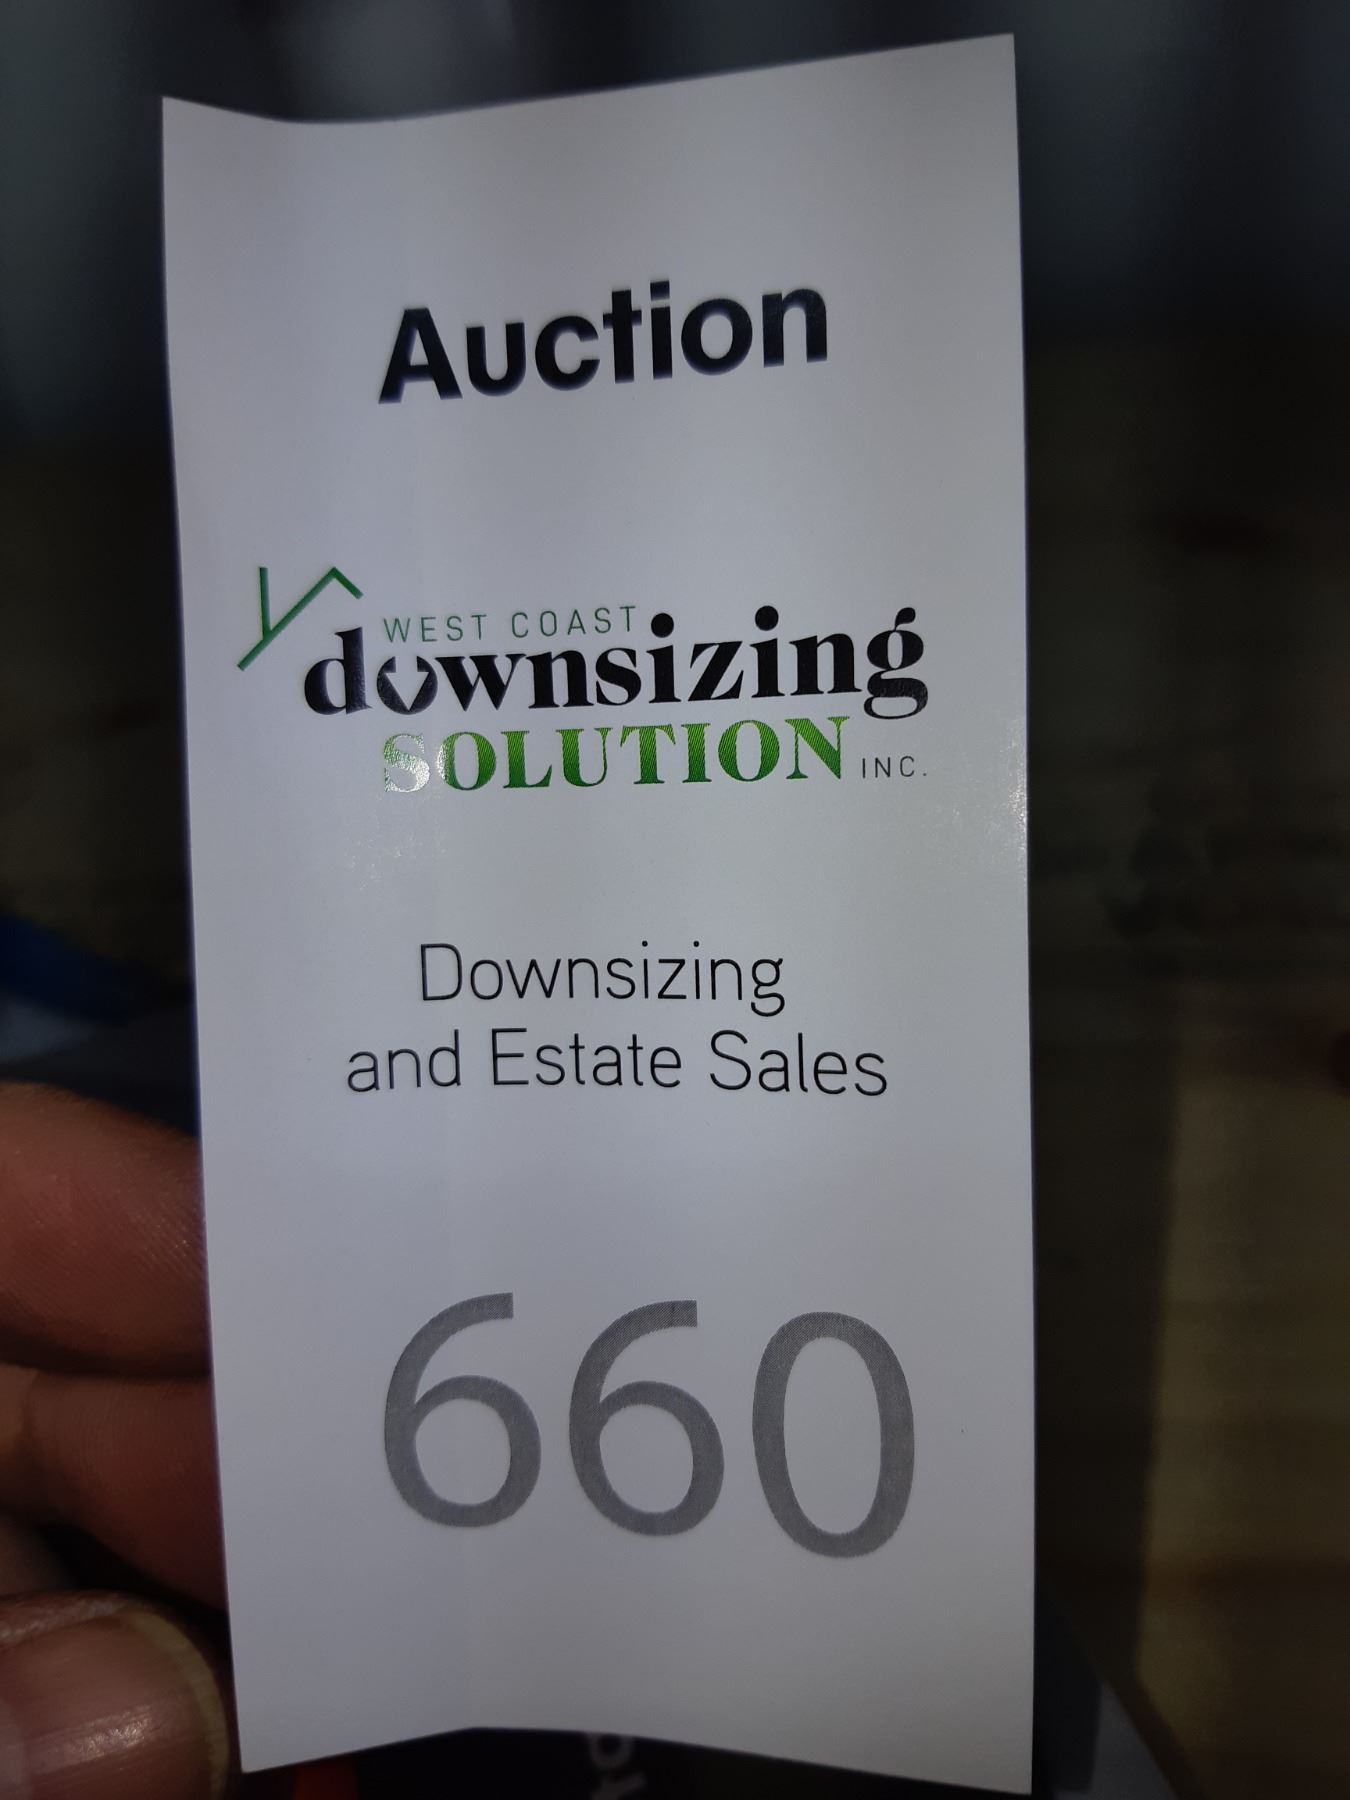 Auction
WEST COAST
downsizing
SOLUTION INC.
Downsizing
and Estate Sales
660